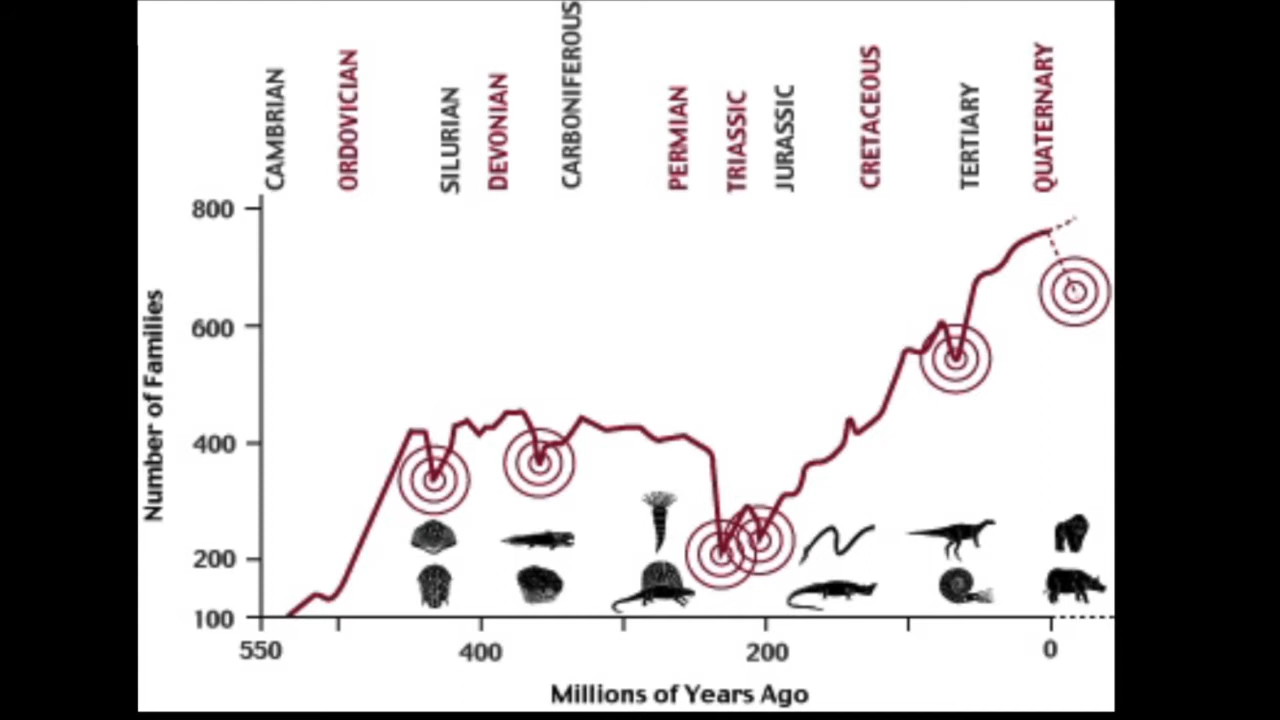 CAMBRIAN
ORDOVICIAN
SILURIAN
DEVONIAN
CARBONIFEROUS
PERMIAN
TRIASSIC
JURASSIC
CRETACEOUS
TERTIARY
QUATERNARY
Number of Families
800
600
400
200
100
550
400
200
0
Millions of Years Ago